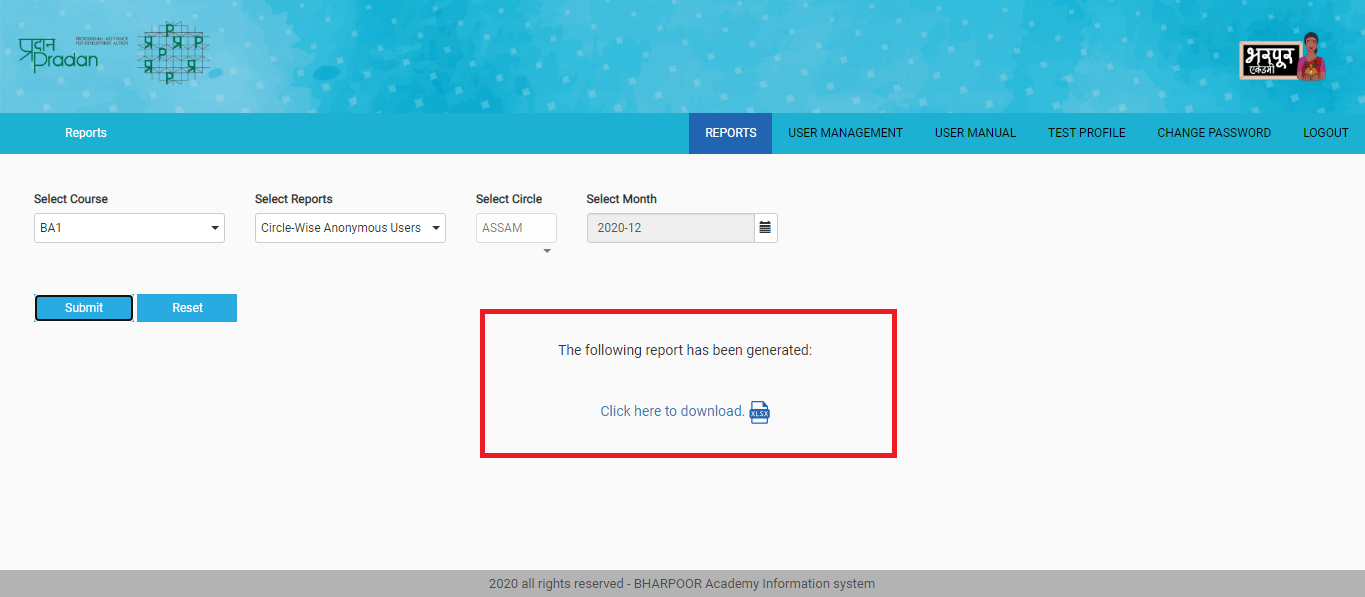 प्रदान
Pradan
PROFESSIONAL ASSISTANCE
FOR DEVELOPMENT ACTION
P
P P P
P P
P
भरपूर
एकेडमी
Reports
REPORTS USER MANAGEMENT USER MANUAL TEST PROFILE CHANGE PASSWORD LOGOUT
Select Course Select Reports Select Circle Select Month
BA1 Circle-Wise Anonymous Users ASSAM 2020-12
Submit Reset
The following report has been generated:
Click here to download. XLSX
2020 all rights reserved - BHARPOOR Academy Information system